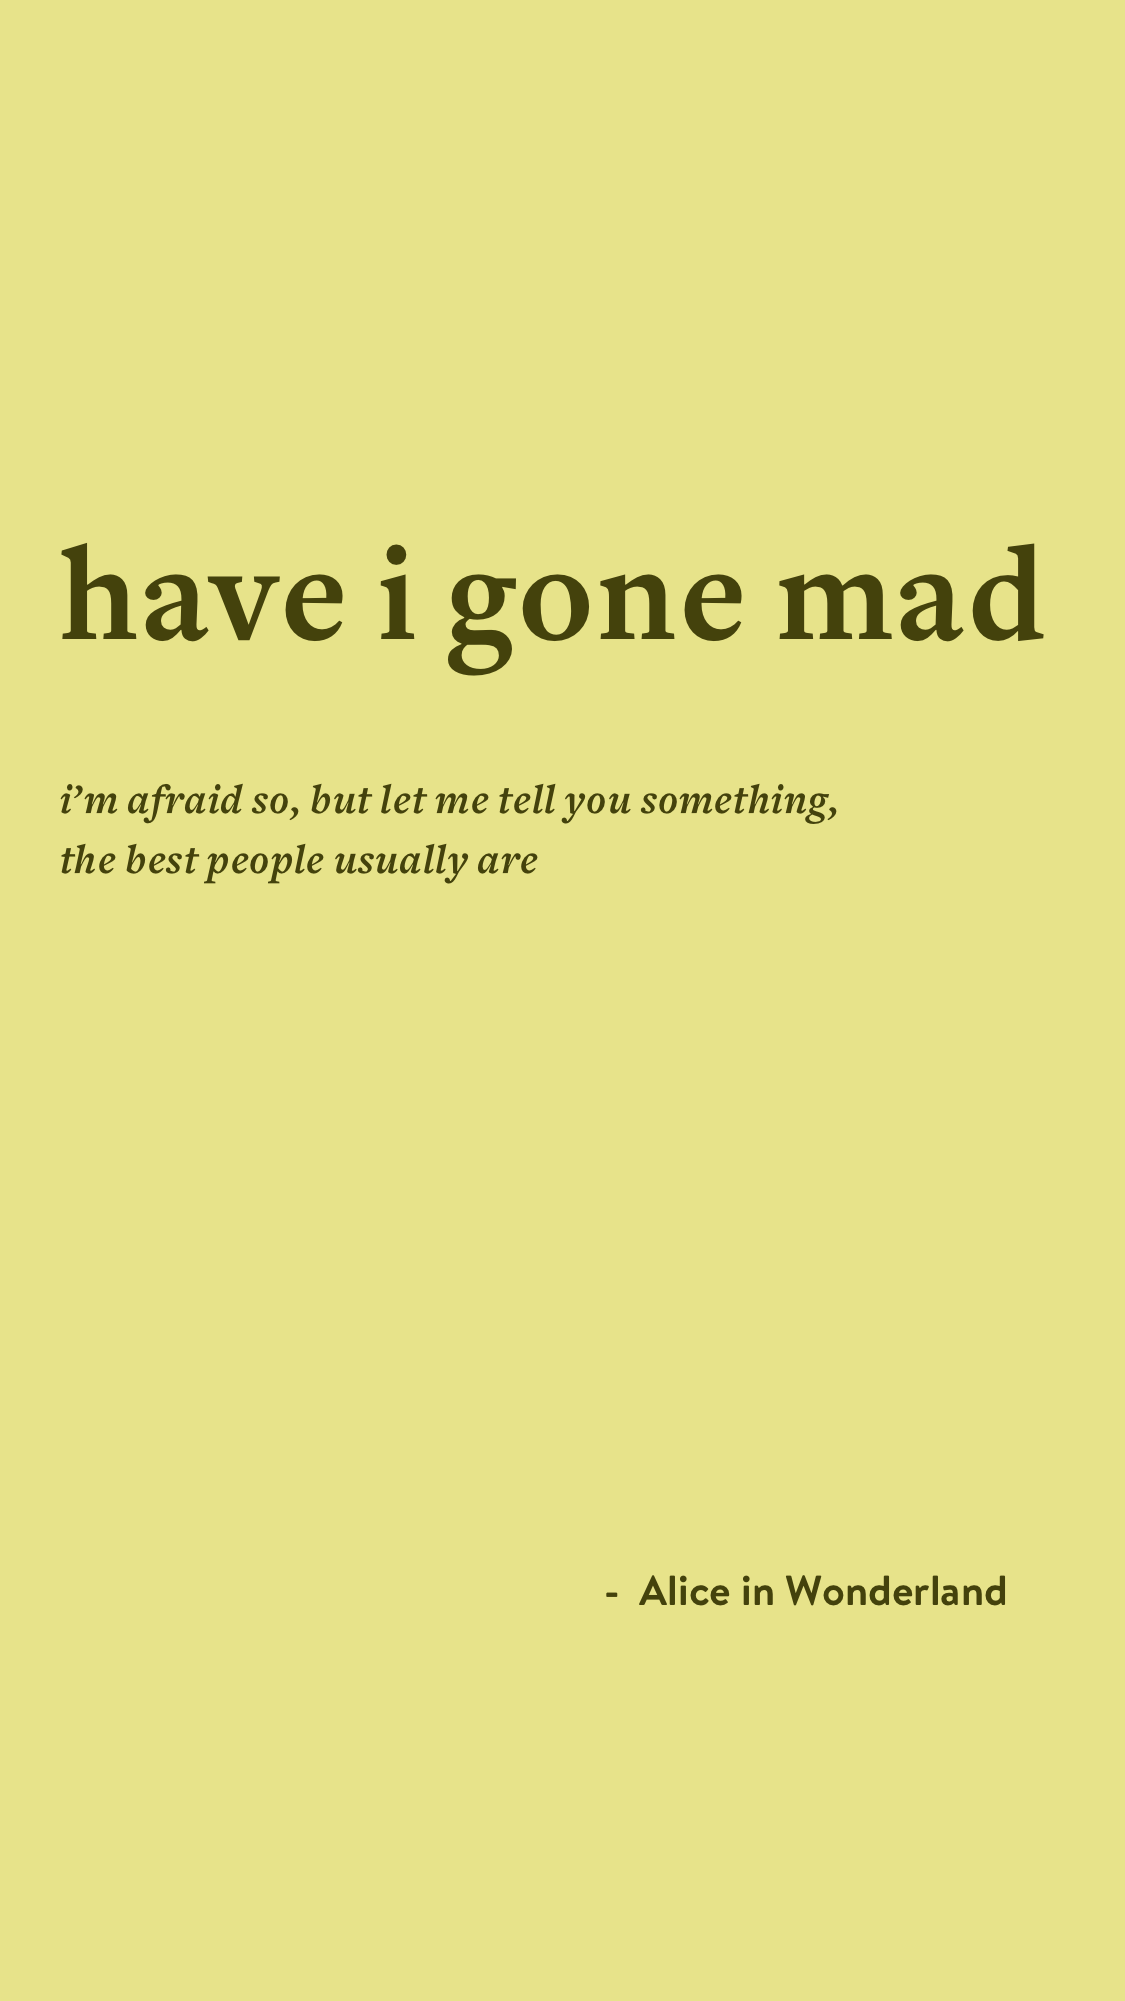 have i gone mad
i’m afraid so, but let me tell you something,
the best people usually are
- Alice in Wonderland